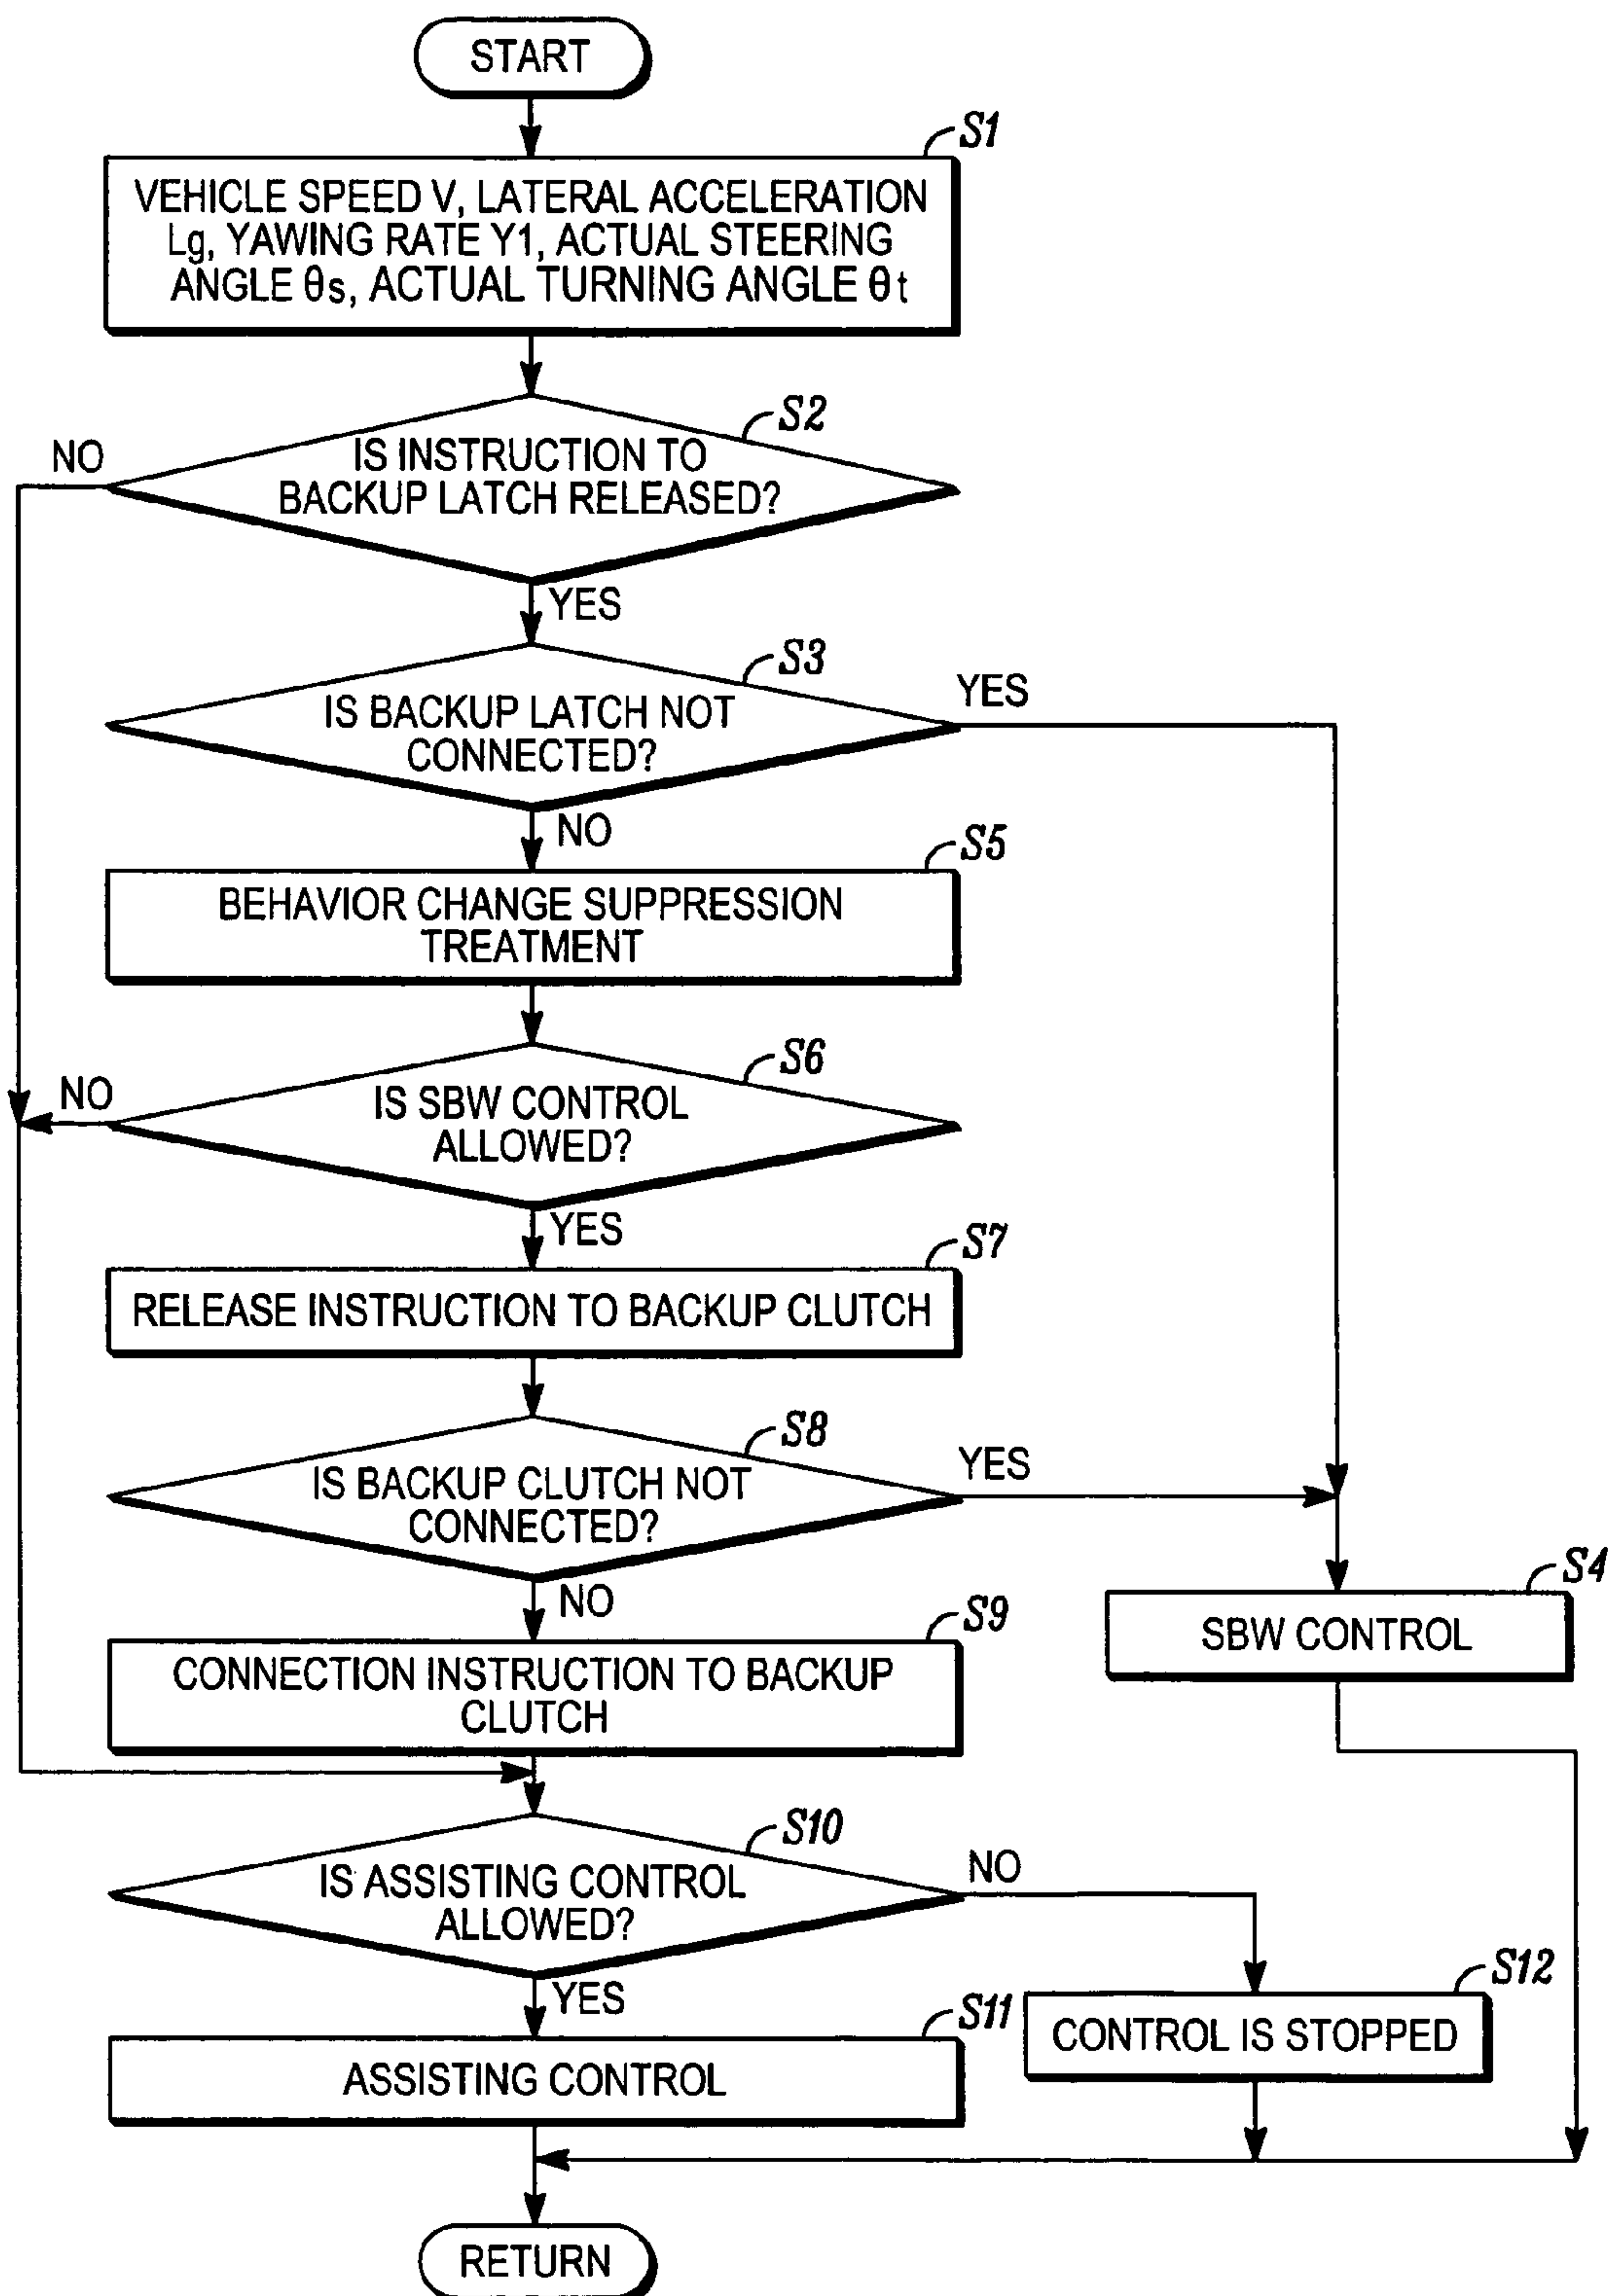 START
S1
VEHICLE SPEED V, LATERAL ACCELERATION
Lg, YAWING RATE Y1, ACTUAL STEERING
ANGLE θs, ACTUAL TURNING ANGLE θt
S2
NO
IS INSTRUCTION TO
BACKUP LATCH RELEASED?
YES
S3
YES
IS BACKUP LATCH NOT
CONNECTED?
NO
S5
BEHAVIOR CHANGE SUPPRESSION
TREATMENT
S6
NO
IS SBW CONTROL
ALLOWED?
YES
S7
RELEASE INSTRUCTION TO BACKUP CLUTCH
S8
YES
IS BACKUP CLUTCH NOT
CONNECTED?
NO
S4
SBW CONTROL
S9
CONNECTION INSTRUCTION TO BACKUP
CLUTCH
S10
NO
IS ASSISTING CONTROL
ALLOWED?
YES
S12
CONTROL IS STOPPED
S11
ASSISTING CONTROL
RETURN